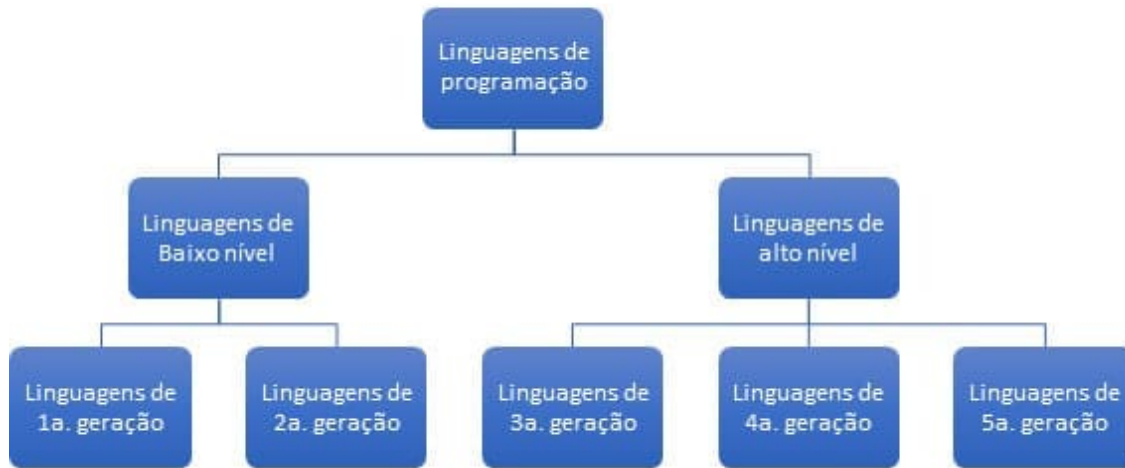 Linguagens de
programação
Linguagens de
Baixo nível
Linguagens de
alto nível
Linguagens de
1a. geração
Linguagens de
2a. geração
Linguagens de
3a. geração
Linguagens de
4a. geração
Linguagens de
5a. geração